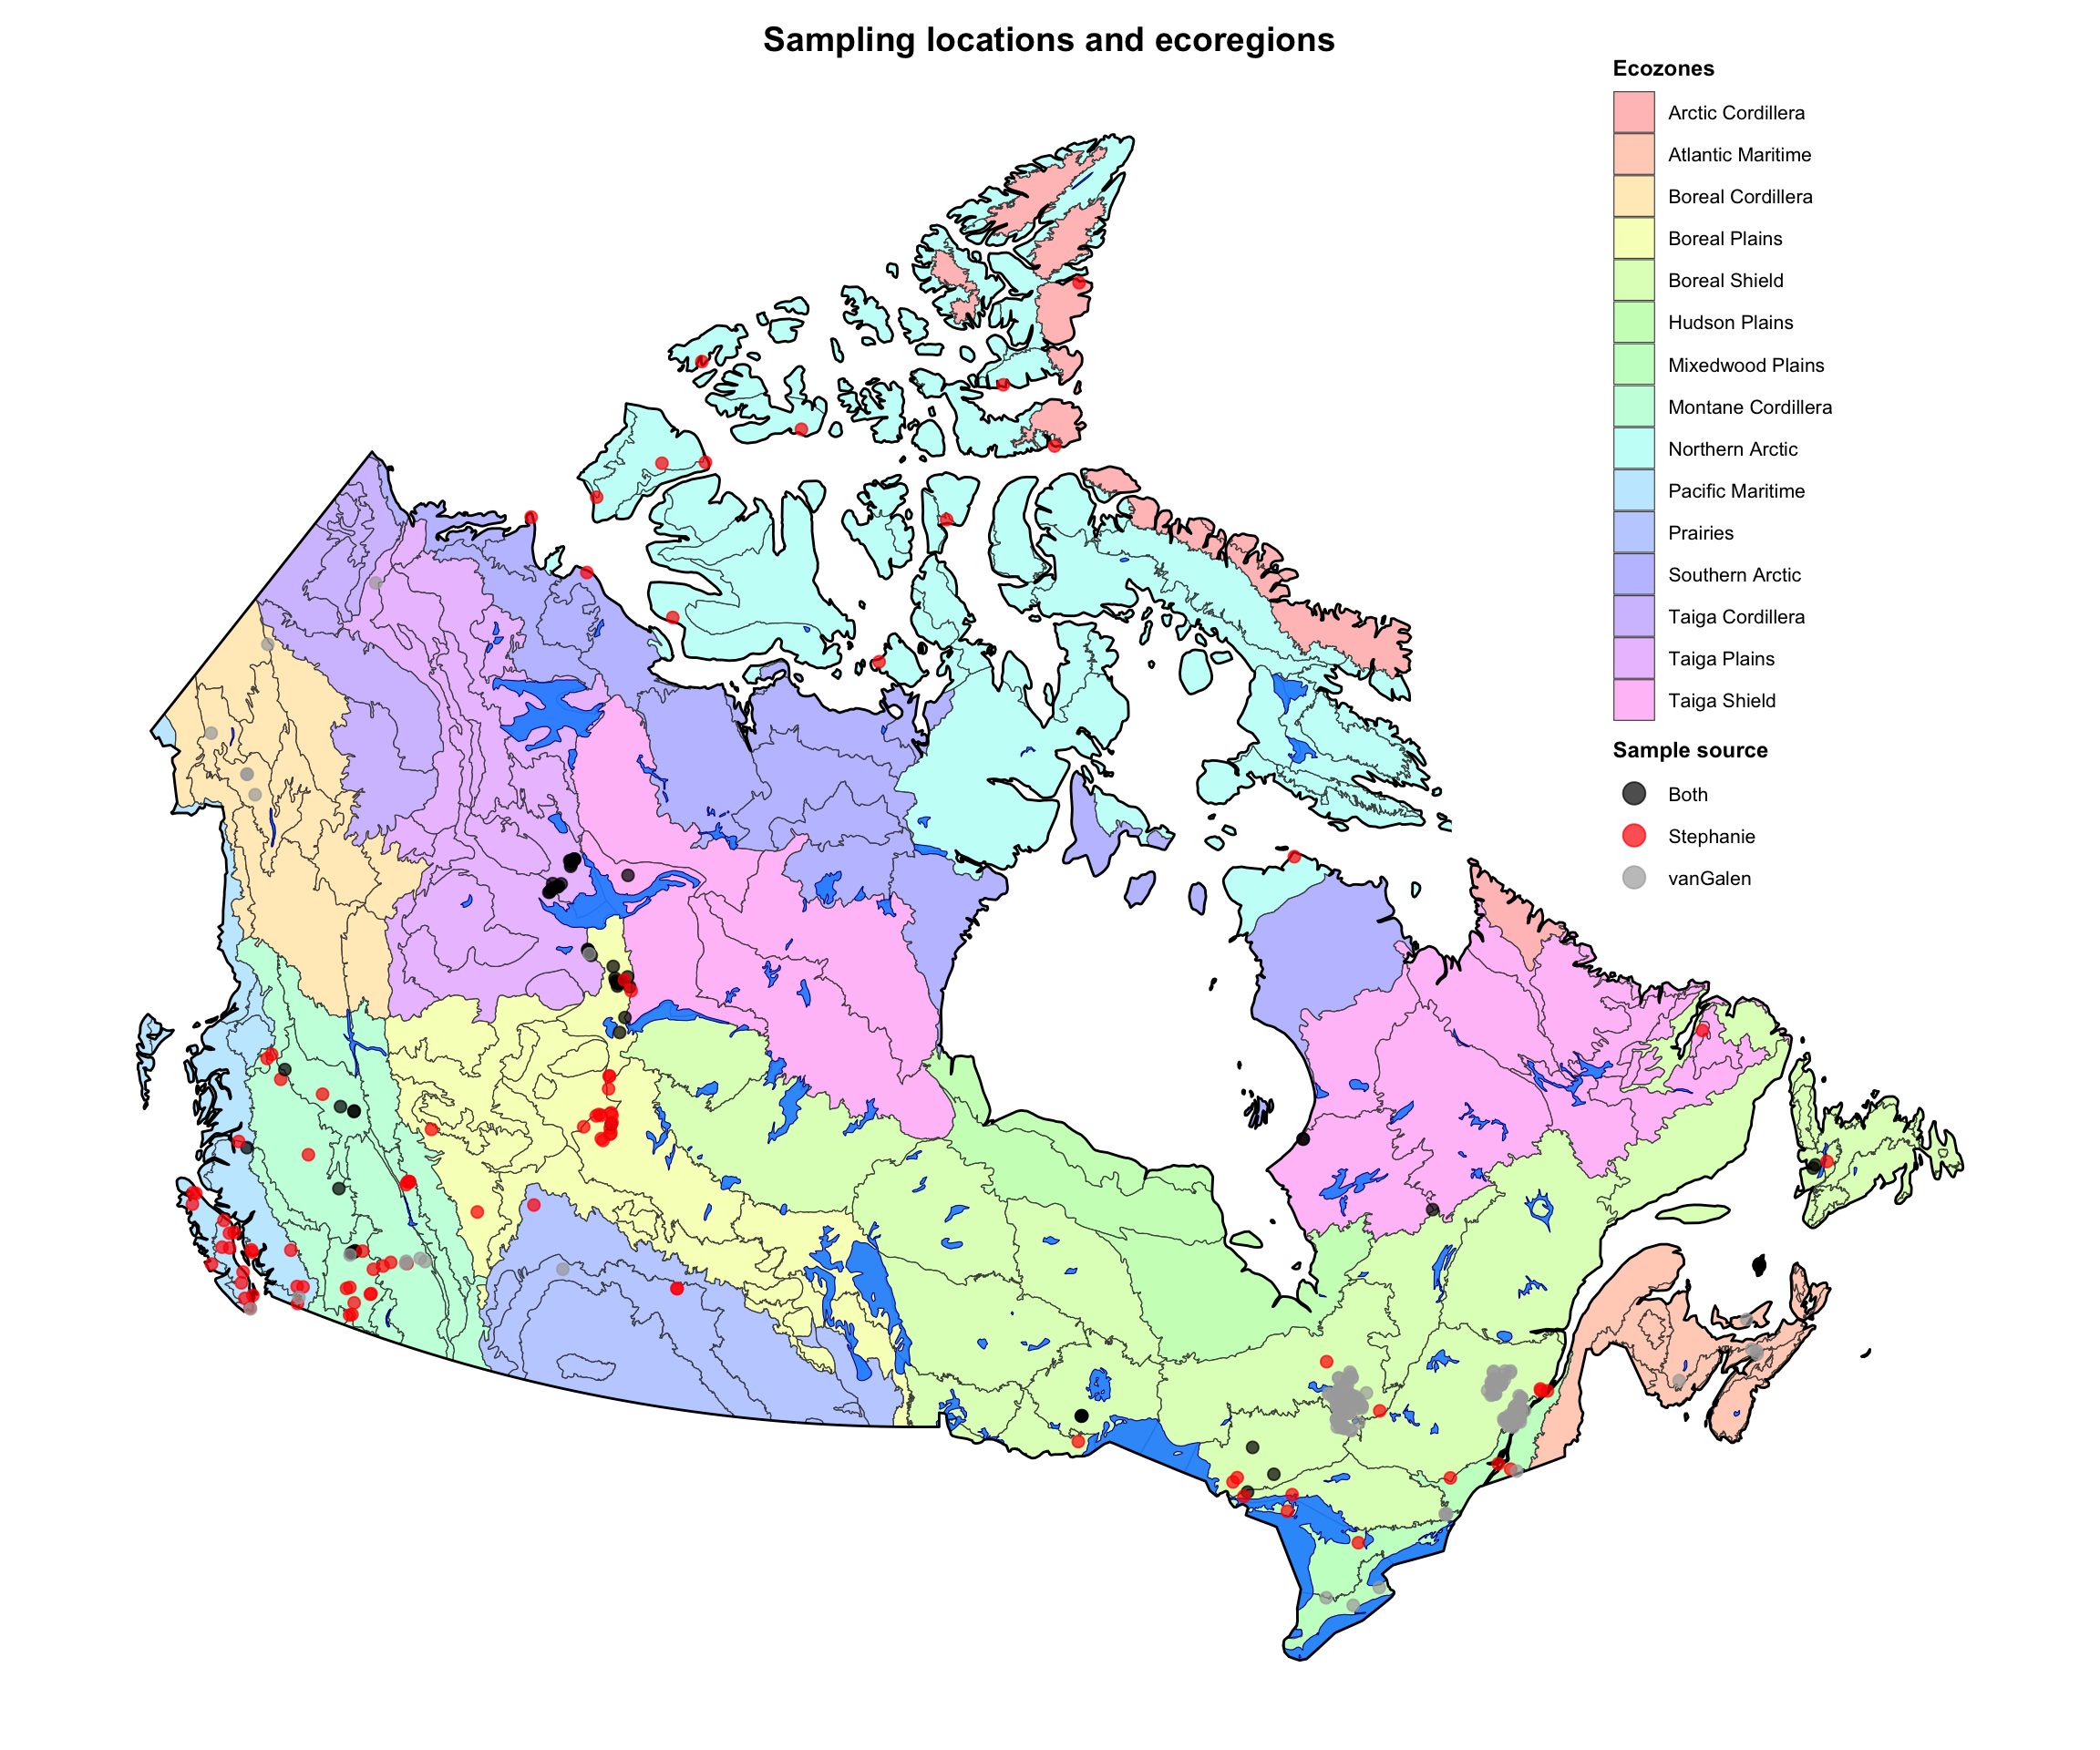 Sampling locations and ecoregions
Ecozones
Arctic Cordillera
Atlantic Maritime
Boreal Cordillera
Boreal Plains
Boreal Shield
Hudson Plains
Mixedwood Plains
Montane Cordillera
Northern Arctic
Pacific Maritime
Prairies
Southern Arctic
Taiga Cordillera
Taiga Plains
Taiga Shield
Sample source
Both
Stephanie
vanGalen